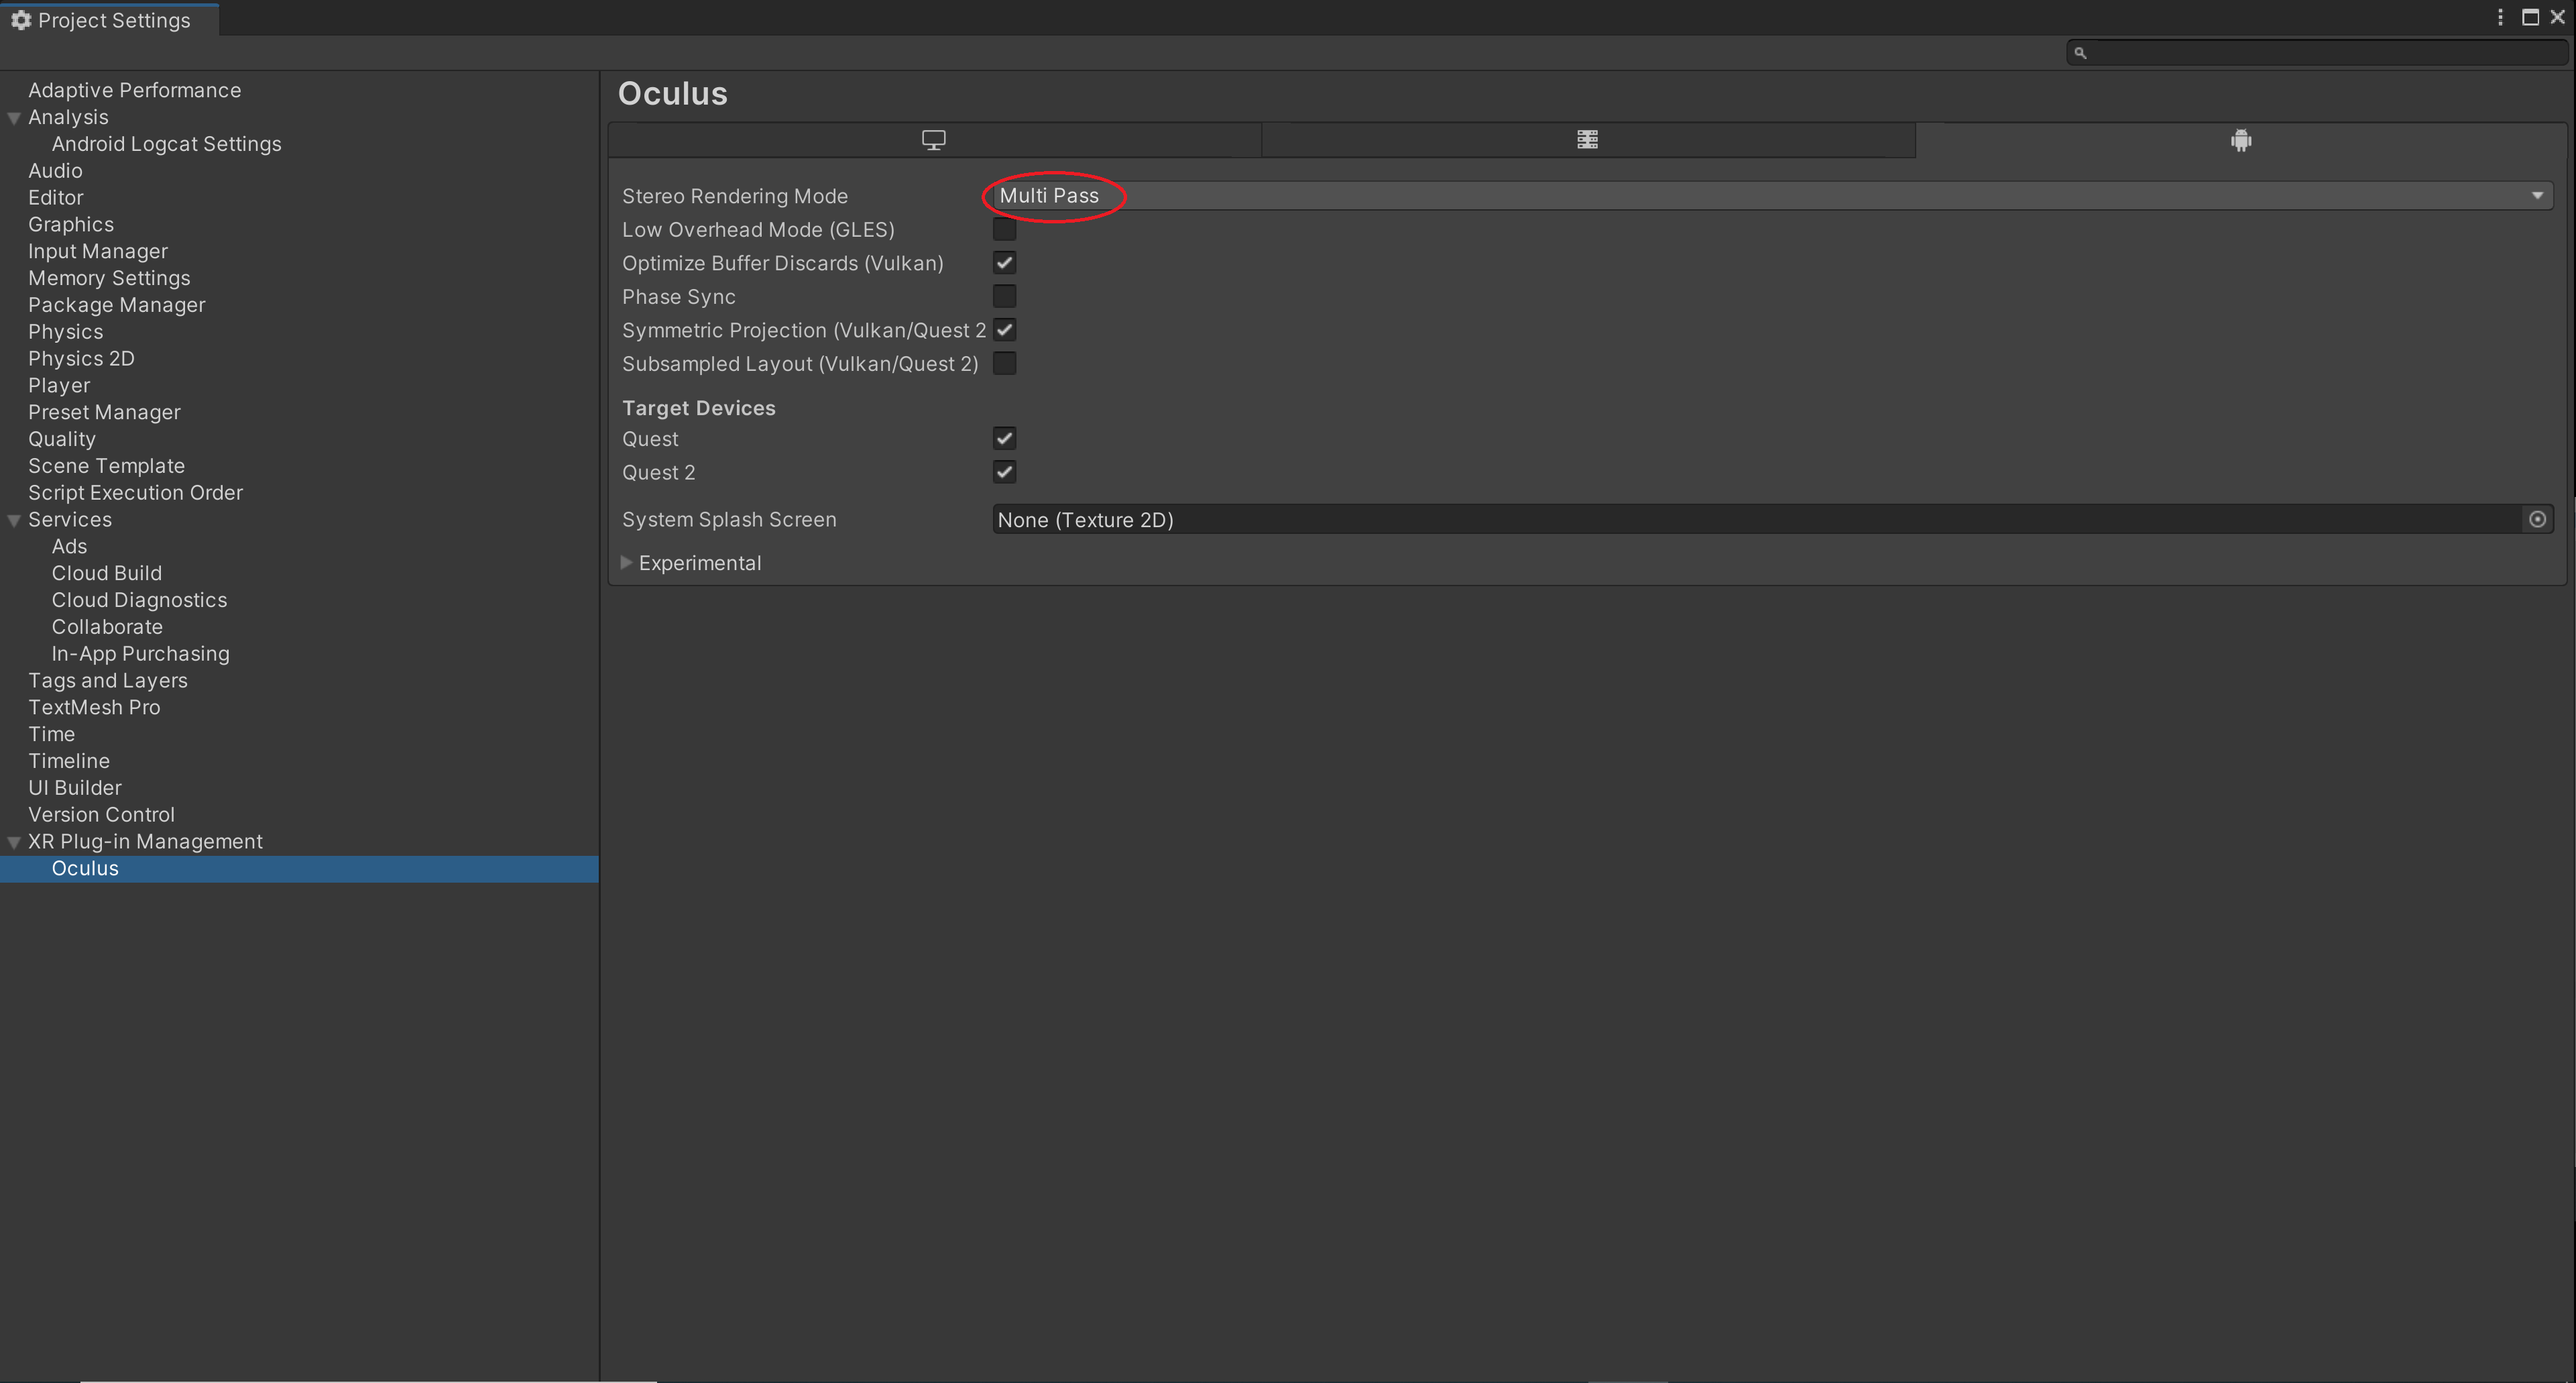 Project Settings
Adaptive Performance
Analysis
Android Logcat Settings
Audio
Editor
Graphics
Input Manager
Memory Settings
Package Manager
Physics
Physics 2D
Player
Preset Manager
Quality
Scene Template
Script Execution Order
Services
Ads
Cloud Build
Cloud Diagnostics
Collaborate
In-App Purchasing
Tags and Layers
TextMesh Pro
Time
Timeline
UI Builder
Version Control
XR Plug-in Management
Oculus
Oculus
Stereo Rendering Mode Multi Pass
Low Overhead Mode (GLES)
Optimize Buffer Discards (Vulkan)
Phase Sync
Symmetric Projection (Vulkan/Quest 2
Subsampled Layout (Vulkan/Quest 2)
Target Devices
Quest
Quest 2
System Splash Screen None (Texture 2D)
Experimental